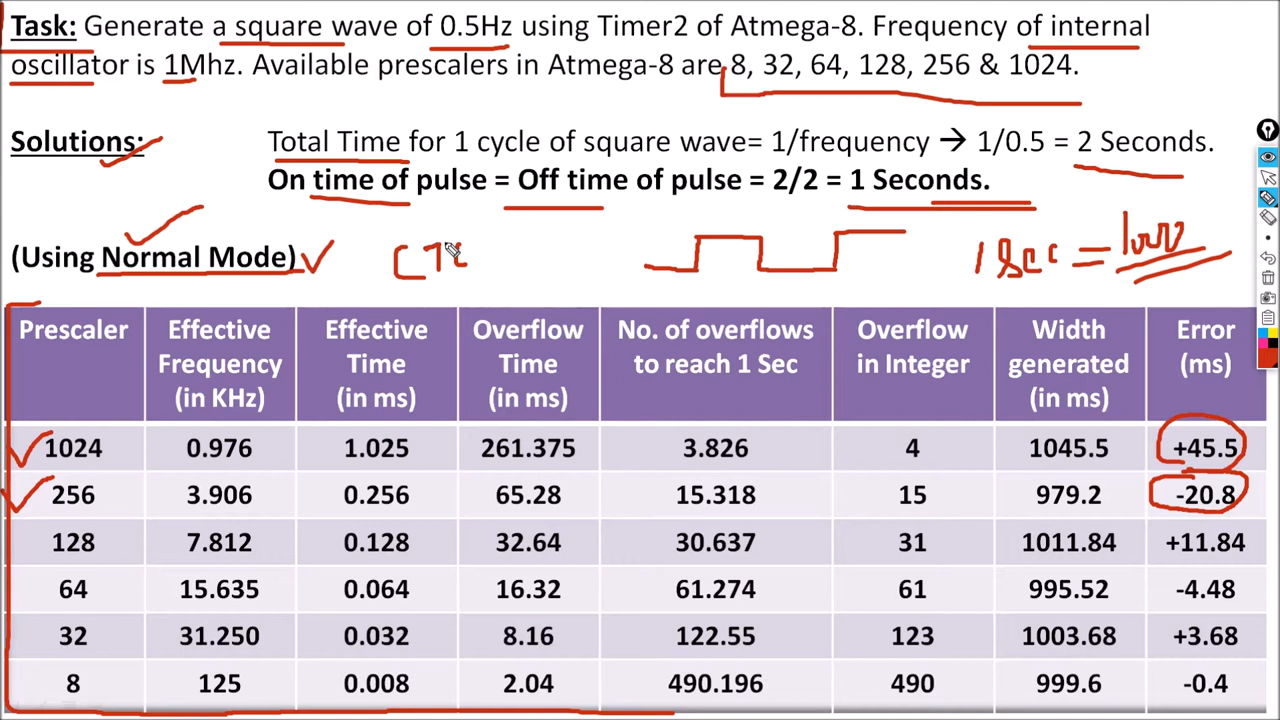 Task: Generate a square wave of 0.5Hz using Timer2 of Atmega-8. Frequency of internal
oscillator is 1Mhz. Available prescalers in Atmega-8 are 8, 32, 64, 128, 256 & 1024.
Solutions: Total Time for 1 cycle of square wave= 1/frequency → 1/0.5 = 2 Seconds.
On time of pulse = Off time of pulse = 2/2 = 1 Seconds.
(Using Normal Mode) CTC 1 Sec = 1000
Prescaler Effective Frequency (in KHz) Effective Time (in ms) Overflow Time (in ms) No. of overflows to reach 1 Sec Overflow in Integer Width generated (in ms) Error (ms)
1024 0.976 1.025 261.375 3.826 4 1045.5 +45.5
256 3.906 0.256 65.28 15.318 15 979.2 -20.8
128 7.812 0.128 32.64 30.637 31 1011.84 +11.84
64 15.635 0.064 16.32 61.274 61 995.52 -4.48
32 31.250 0.032 8.16 122.55 123 1003.68 +3.68
8 125 0.008 2.04 490.196 490 999.6 -0.4